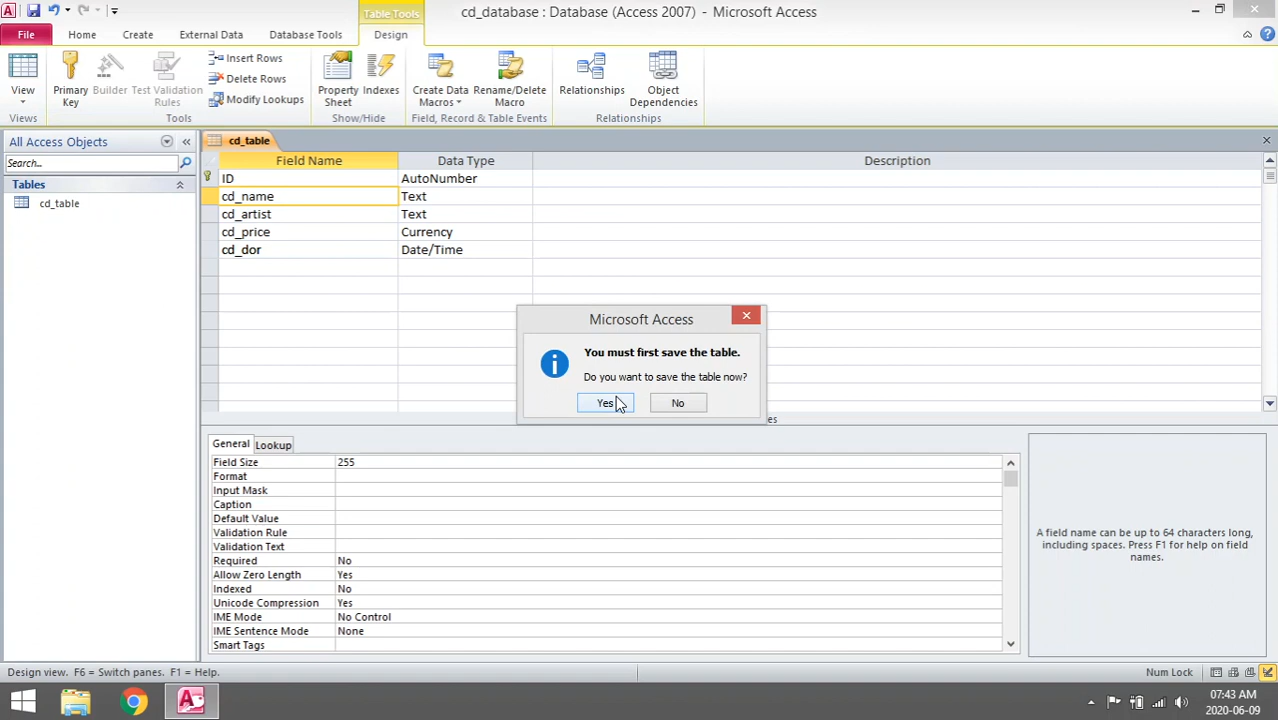 Table Tools
cd_database : Database (Access 2007) - Microsoft Access
File Home Create External Data Database Tools Design
View
Views
Primary Key
Builder
Test Validation Rules
Insert Rows
Delete Rows
Modify Lookups
Tools
Property Sheet
Indexes
Show/Hide
Create Data Macros
Rename/Delete Macro
Field, Record & Table Events
Relationships
Object Dependencies
Relationships
All Access Objects
Search...
Tables
cd_table
cd_table
Field Name Data Type Description
ID AutoNumber
cd_name Text
cd_artist Text
cd_price Currency
cd_dor Date/Time
Microsoft Access
You must first save the table.
Do you want to save the table now?
Yes No
es
General Lookup
Field Size 255
Format
Input Mask
Caption
Default Value
Validation Rule
Validation Text
Required No
Allow Zero Length Yes
Indexed No
Unicode Compression Yes
IME Mode No Control
IME Sentence Mode None
Smart Tags
A field name can be up to 64 characters long,
including spaces. Press F1 for help on field
names.
Design view. F6 = Switch panes. F1 = Help.
Num Lock
07:43 AM
2020-06-09